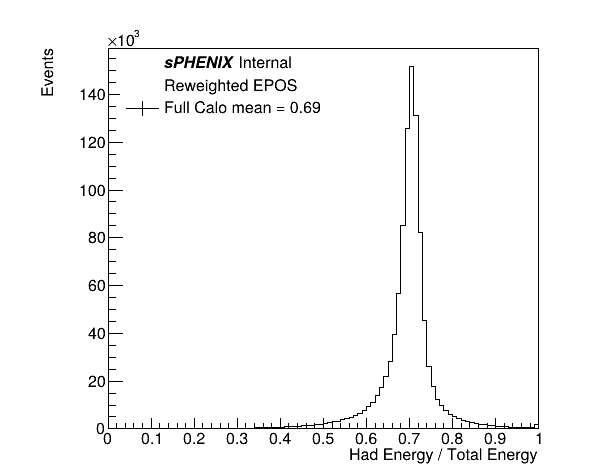 ×10³
Events
sPHENIX Internal
Reweighted EPOS
Full Calo mean = 0.69
140
120
100
80
60
40
20
0
0 0.1 0.2 0.3 0.4 0.5 0.6 0.7 0.8 0.9 1
Had Energy / Total Energy